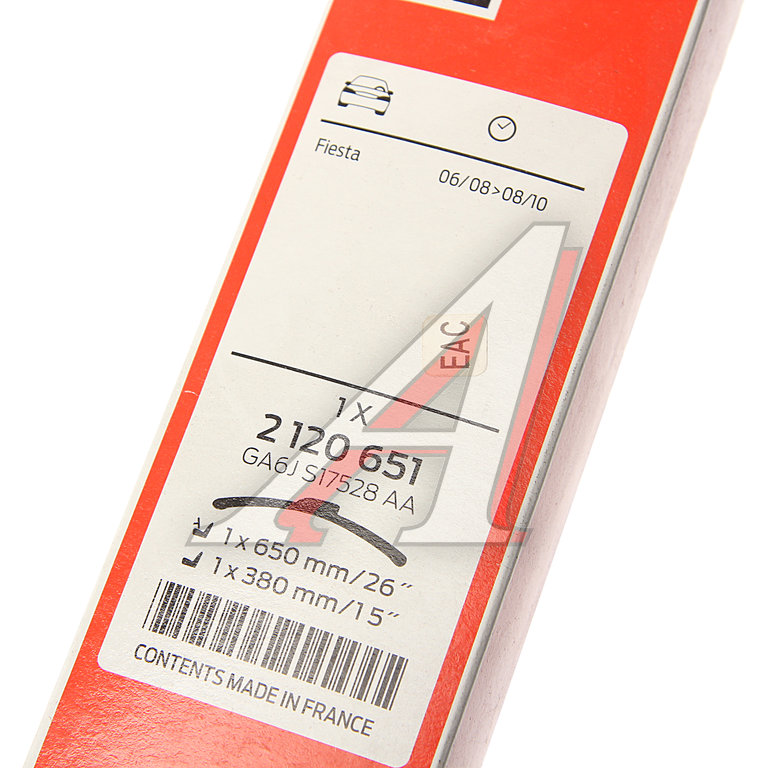 Fiesta
06/08>08/10
EAC
1 X
2 120 651
GA6J S17528 AA
1 x 650 mm/26"
1 x 380 mm/15"
CONTENTS MADE IN FRANCE